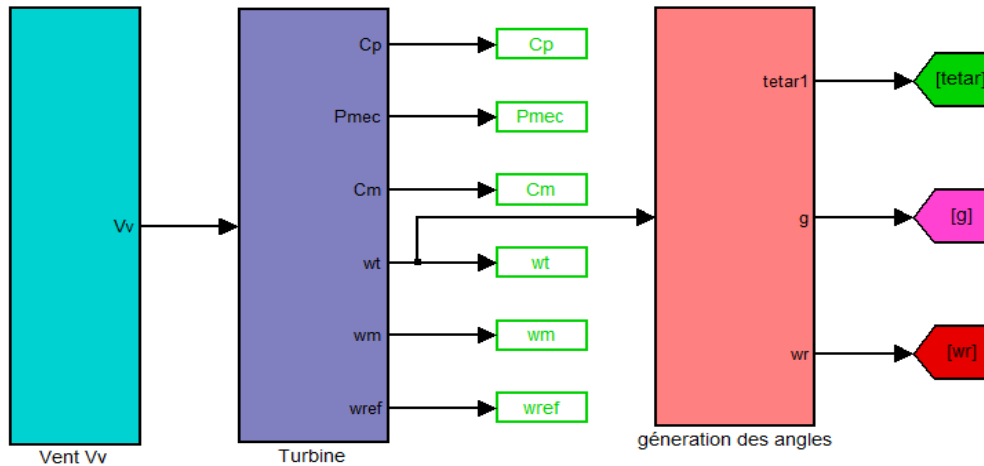 Vv
Vent Vv
Cp
Pmec
Cm
wt
wm
wref
Turbine
Cp
Pmec
Cm
wt
wm
wref
tetar1
g
wr
géneration des angles
[tetar]
[g]
[wr]